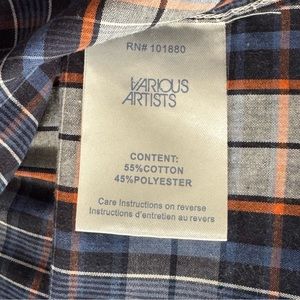 RN# 101880
VARIOUS
ARTISTS
CONTENT:
55%COTTON
45%POLYESTER
Care Instructions on reverse
Instructions d'entretien au revers